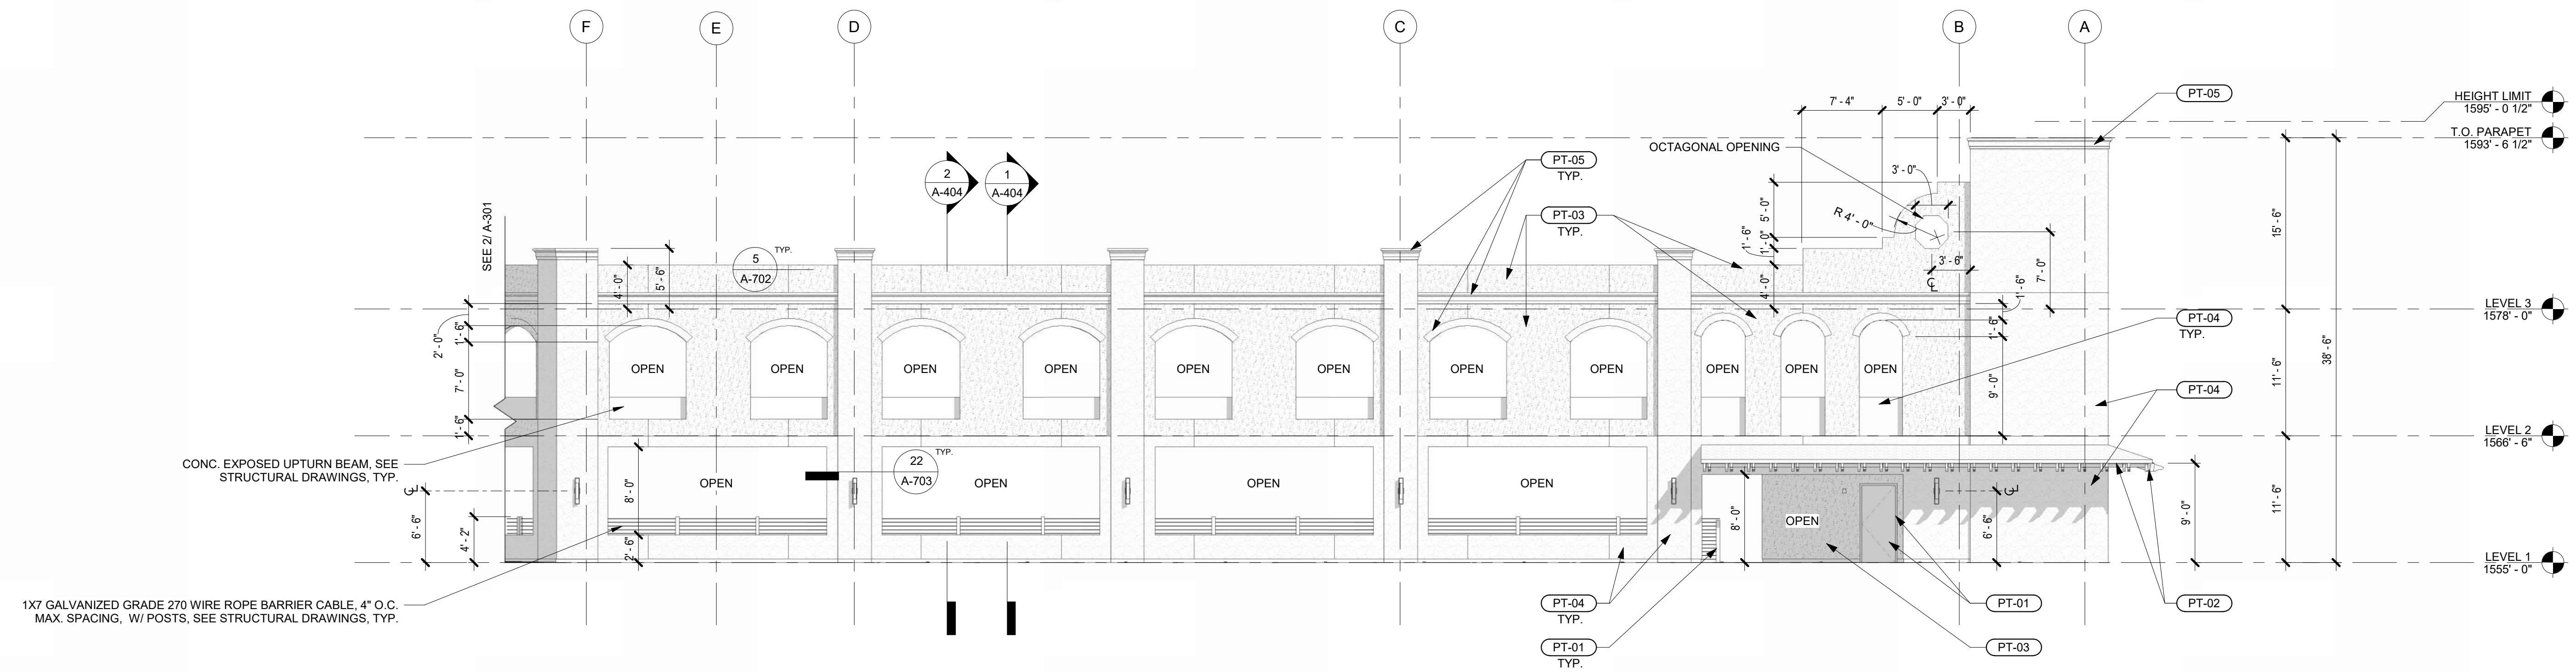 F
E
D
C
B
A
PT-05
HEIGHT LIMIT
1595' - 0 1/2"
T.O. PARAPET
1593' - 6 1/2"
7' - 4"
5' - 0"
3' - 0"
OCTAGONAL OPENING
3' - 0"
R 4' - 0"
5' - 0"
1' - 0"
1' - 6"
4' - 0"
3' - 6"
7' - 0"
1' - 6"
℄
2
A-404
1
A-404
PT-05
TYP.
PT-03
TYP.
SEE 2/ A-301
5
A-702
TYP.
4' - 0"
5' - 6"
15' - 6"
38' - 6"
LEVEL 3
1578' - 0"
PT-04
TYP.
2' - 0"
1' - 6"
7' - 0"
1' - 6"
OPEN
OPEN
OPEN
OPEN
OPEN
OPEN
OPEN
OPEN
OPEN
OPEN
OPEN
1' - 6"
9' - 0"
11' - 6"
PT-04
LEVEL 2
1566' - 6"
CONC. EXPOSED UPTURN BEAM, SEE
STRUCTURAL DRAWINGS, TYP.
22
A-703
TYP.
OPEN
OPEN
OPEN
OPEN
OPEN
℄
6' - 6"
4' - 2"
8' - 0"
2' - 6"
8' - 0"
℄
6' - 6"
9' - 0"
11' - 6"
LEVEL 1
1555' - 0"
1X7 GALVANIZED GRADE 270 WIRE ROPE BARRIER CABLE, 4" O.C.
MAX. SPACING,  W/ POSTS, SEE STRUCTURAL DRAWINGS, TYP.
PT-04
TYP.
PT-01
PT-02
PT-01
TYP.
PT-03